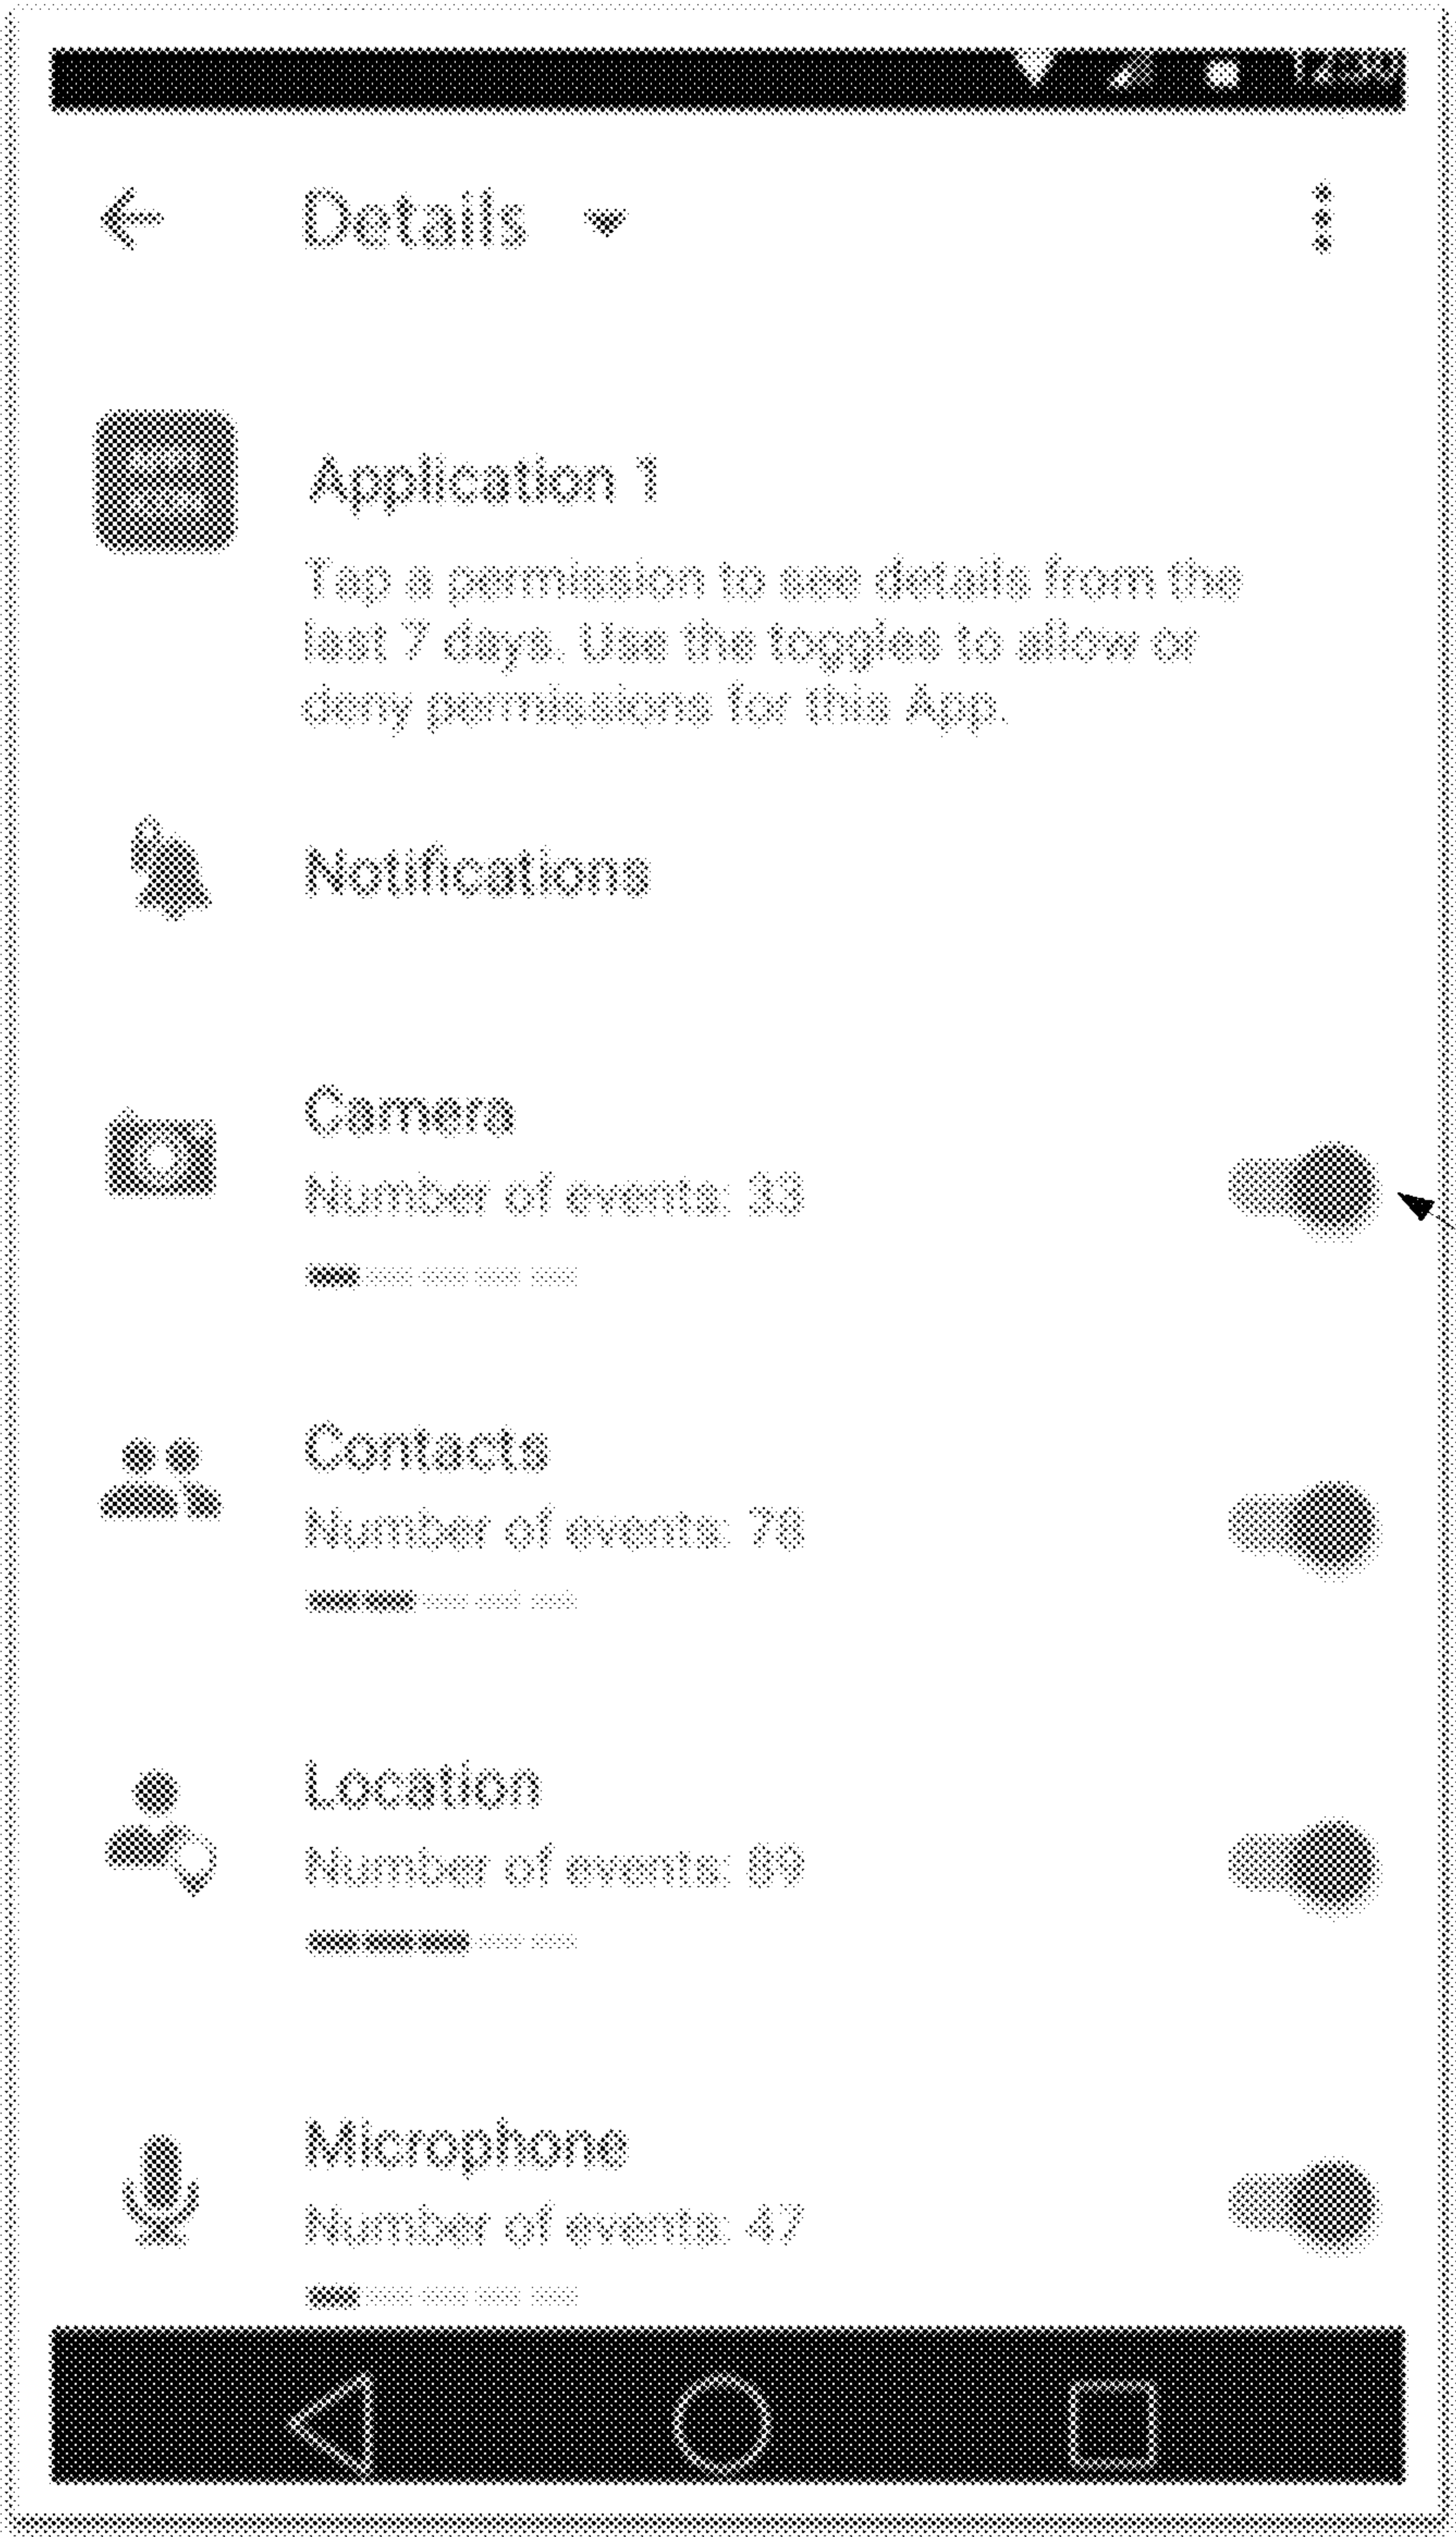 Details
Application 1
Tap a permission to see details from the
last 7 days. Use the toggles to allow or
deny permissions for this App.
Notifications
Camera
Number of events: 33
Contacts
Number of events: 78
Location
Number of events: 89
Microphone
Number of events: 47